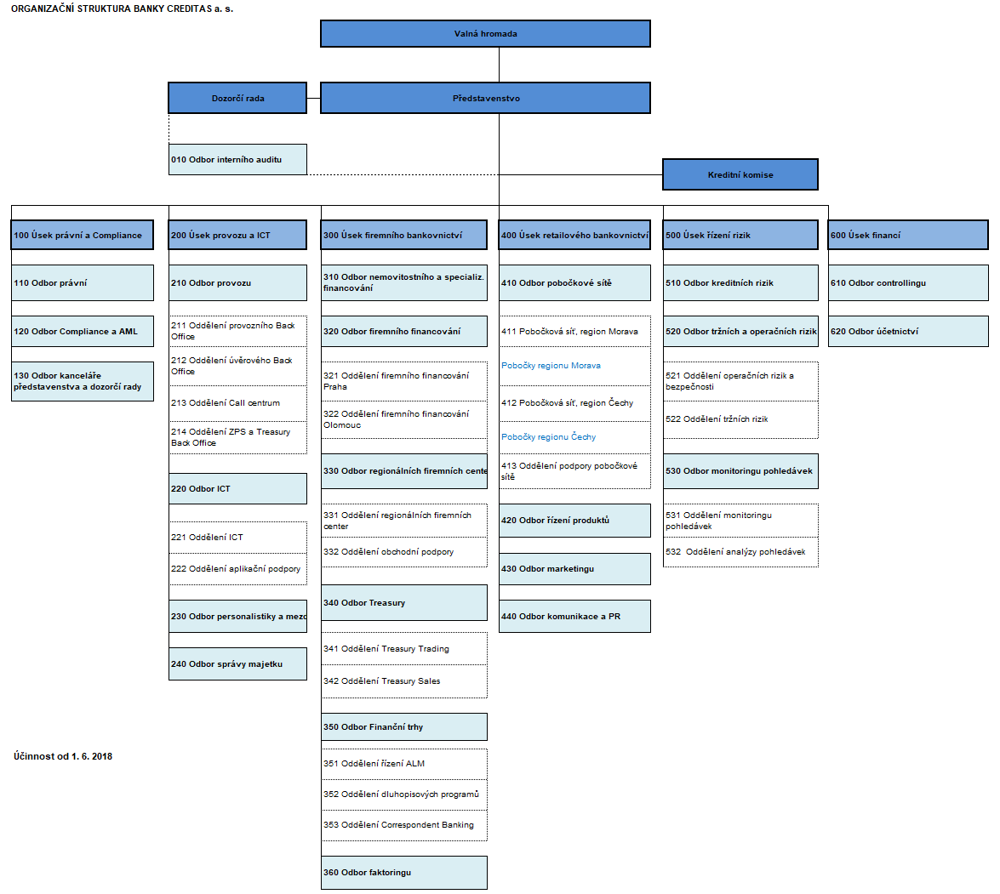 ORGANIZAČNÍ STRUKTURA BANKY CREDITAS a. s.
Valná hromada
Dozorčí rada
Představenstvo
010 Odbor interního auditu
Kreditní komise
100 Úsek právní a Compliance
110 Odbor právní
120 Odbor Compliance a AML
130 Odbor kanceláře
představenstva a dozorčí rady
200 Úsek provozu a ICT
210 Odbor provozu
211 Oddělení provozního Back
Office
212 Oddělení úvěrového Back
Office
213 Oddělení Call centrum
214 Oddělení ZPS a Treasury
Back Office
220 Odbor ICT
221 Oddělení ICT
222 Oddělení aplikační podpory
230 Odbor personalistiky a mezd
240 Odbor správy majetku
300 Úsek firemního bankovnictví
310 Odbor nemovitostního a specializ.
financování
320 Odbor firemního financování
321 Oddělení firemního financování
Praha
322 Oddělení firemního financování
Olomouc
330 Odbor regionálních firemních cente
331 Oddělení regionálních firemních
center
332 Oddělení obchodní podpory
340 Odbor Treasury
341 Oddělení Treasury Trading
342 Oddělení Treasury Sales
350 Odbor Finanční trhy
351 Oddělení řízení ALM
352 Oddělení dluhopisových programů
353 Oddělení Correspondent Banking
360 Odbor faktoringu
400 Úsek retailového bankovnictví
410 Odbor pobočkové sítě
411 Pobočková síť, region Morava
Pobočky regionu Morava
412 Pobočková síť, region Čechy
Pobočky regionu Čechy
413 Oddělení podpory pobočkové
sítě
420 Odbor řízení produktů
430 Odbor marketingu
440 Odbor komunikace a PR
500 Úsek řízení rizik
510 Odbor kreditních rizik
520 Odbor tržních a operačních rizik
521 Oddělení operačních rizik a
bezpečnosti
522 Oddělení tržních rizik
530 Odbor monitoringu pohledávek
531 Oddělení monitoringu
pohledávek
532 Oddělení analýzy pohledávek
600 Úsek financí
610 Odbor controllingu
620 Odbor účetnictví
Účinnost od 1. 6. 2018